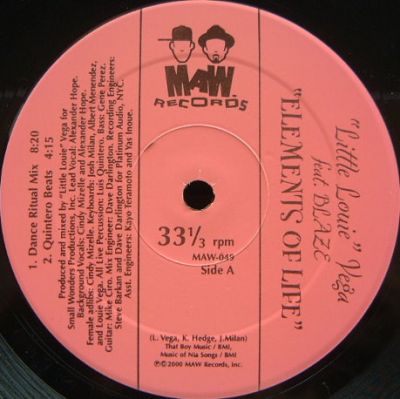 MAW
RECORDS
"Little Louie" Vega
feat. BLAZE
"ELEMENTS OF LIFE"
1. Dance Ritual Mix 8:20
2. Quintero Beats 4:15
Produced and mixed by "Little Louie" Vega for
Small Wonders Productions, Inc. Lead Vocal: Alexander Hope.
Background Vocals: Cindy Mizelle and Alexander Hope.
Female adlibs: Cindy Mizelle. Keyboards: Josh Milan, Albert Menendez,
and Louie Vega. All Live Percussion: Luis Quintero. Bass: Gene Perez.
Guitar: Mike Ciro. Mix Engineer: Dave Darlington. Recording Engineers:
Steve Barkan and Dave Darlington for Platinum Audio, NYC.
Asst. Engineers: Kayo Teramoto and Yas Inoue.
33 1/3 rpm
MAW-049
Side A
(L. Vega, K. Hedge, J.Milan)
That Boy Music / BMI,
Music of Nia Songs / BMI
℗©2000 MAW Records, Inc.